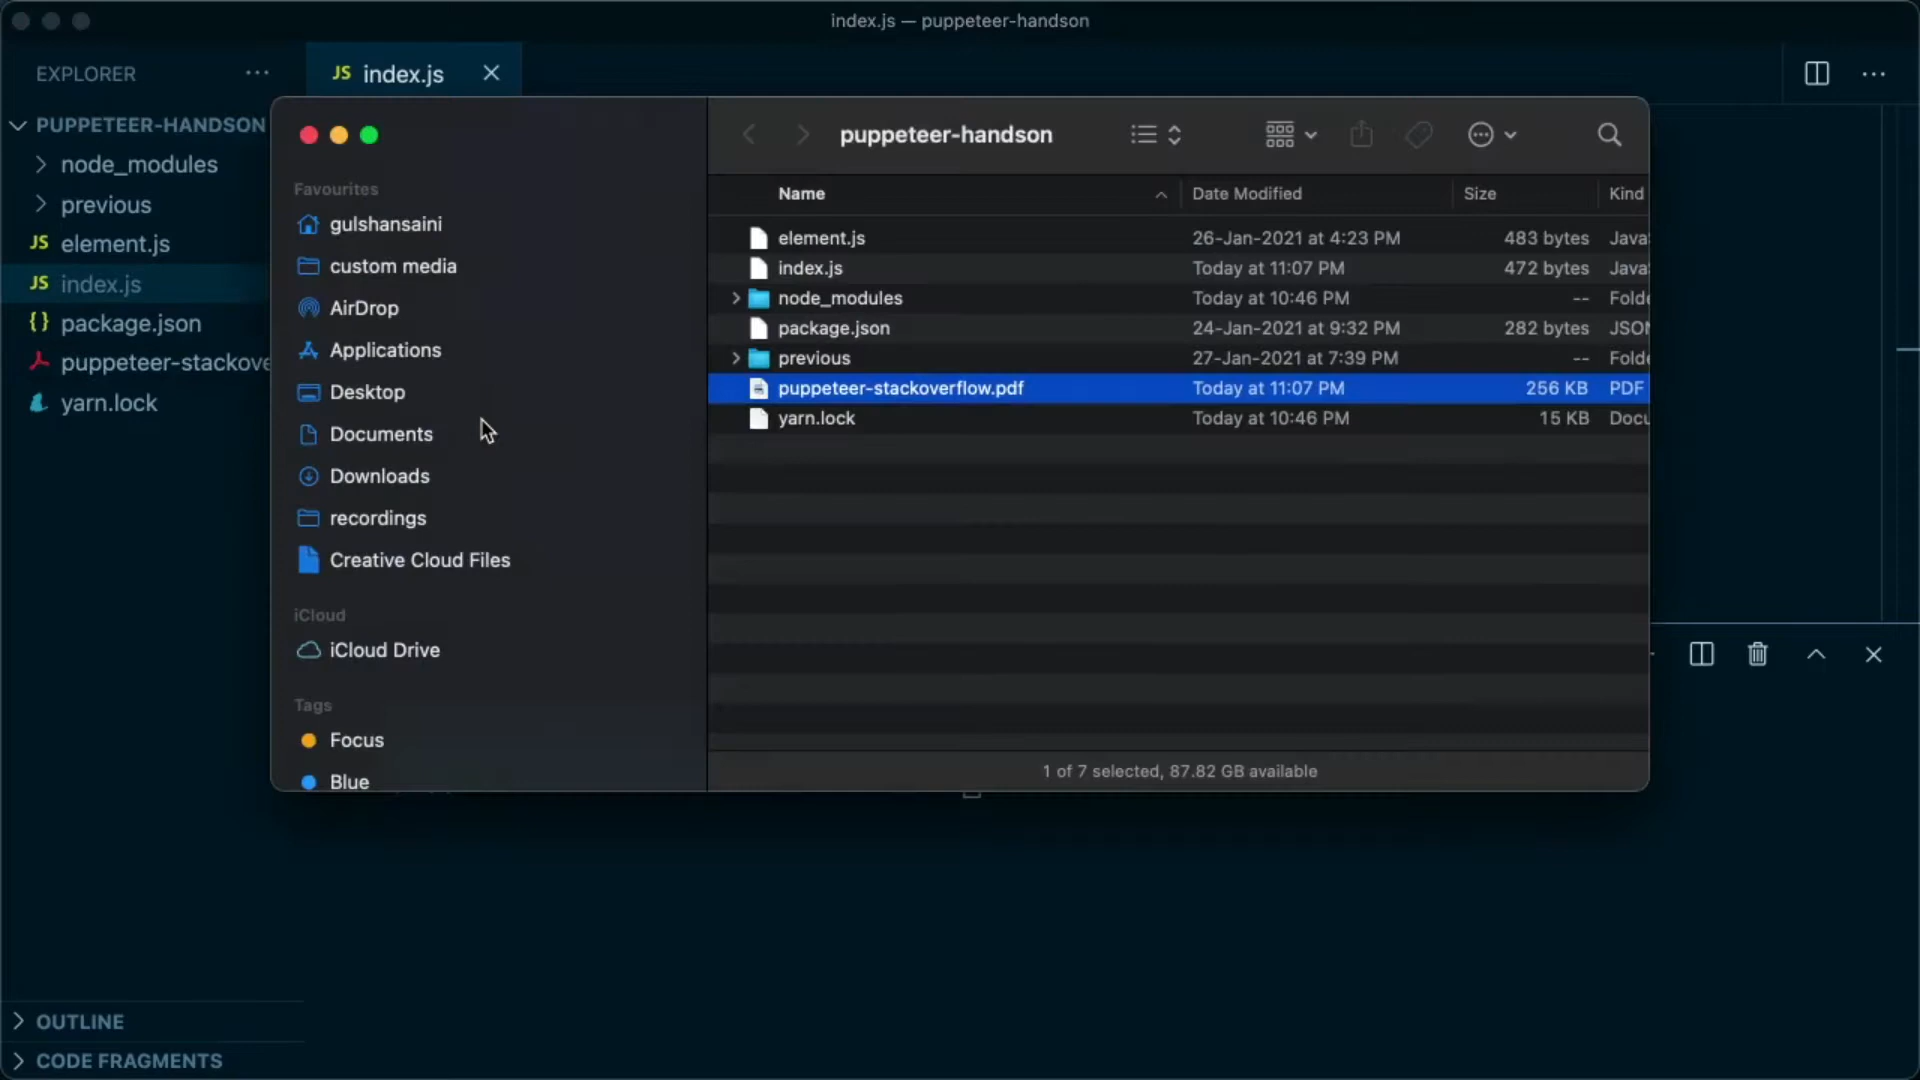 index.js — puppeteer-handson
EXPLORER
JS index.js
PUPPETEER-HANDSON
node_modules
previous
JS element.js
JS index.js
{} package.json
puppeteer-stackove
yarn.lock
OUTLINE
CODE FRAGMENTS
Favourites
gulshansaini
custom media
AirDrop
Applications
Desktop
Documents
Downloads
recordings
Creative Cloud Files
iCloud
iCloud Drive
Tags
Focus
Blue
puppeteer-handson
Name Date Modified Size Kind
element.js 26-Jan-2021 at 4:23 PM 483 bytes Java
index.js Today at 11:07 PM 472 bytes Java
node_modules Today at 10:46 PM -- Folde
package.json 24-Jan-2021 at 9:32 PM 282 bytes JSON
previous 27-Jan-2021 at 7:39 PM -- Folde
puppeteer-stackoverflow.pdf Today at 11:07 PM 256 KB PDF
yarn.lock Today at 10:46 PM 15 KB Docu
1 of 7 selected, 87.82 GB available